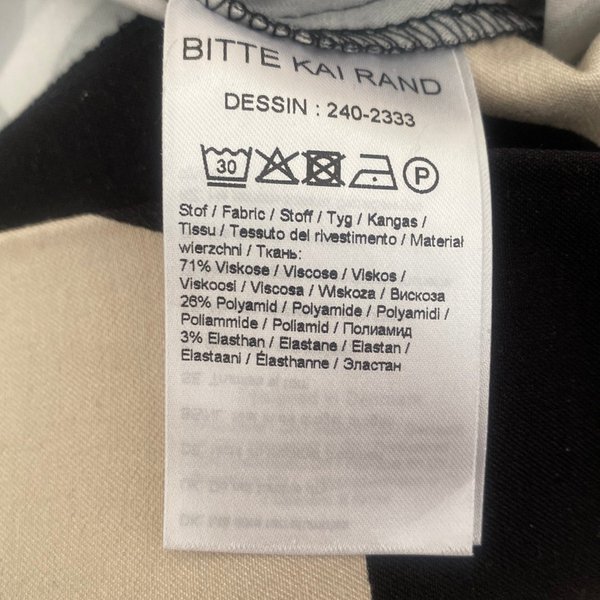 BITTE KAI RAND
DESSIN : 240-2333
30
P
Stof / Fabric / Stoff / Tyg / Kangas /
Tissu / Tessuto del rivestimento / Materiał
wierzchni / Ткань:
71% Viskose / Viscose / Viskos /
Viskoosi / Viscosa / Wiskoza / Вискоза
26% Polyamid / Polyamide / Polyamidi /
Poliammide / Poliamid / Полиамид
3% Elasthan / Elastane / Elastan /
Elastaani / Élasthanne / Эластан